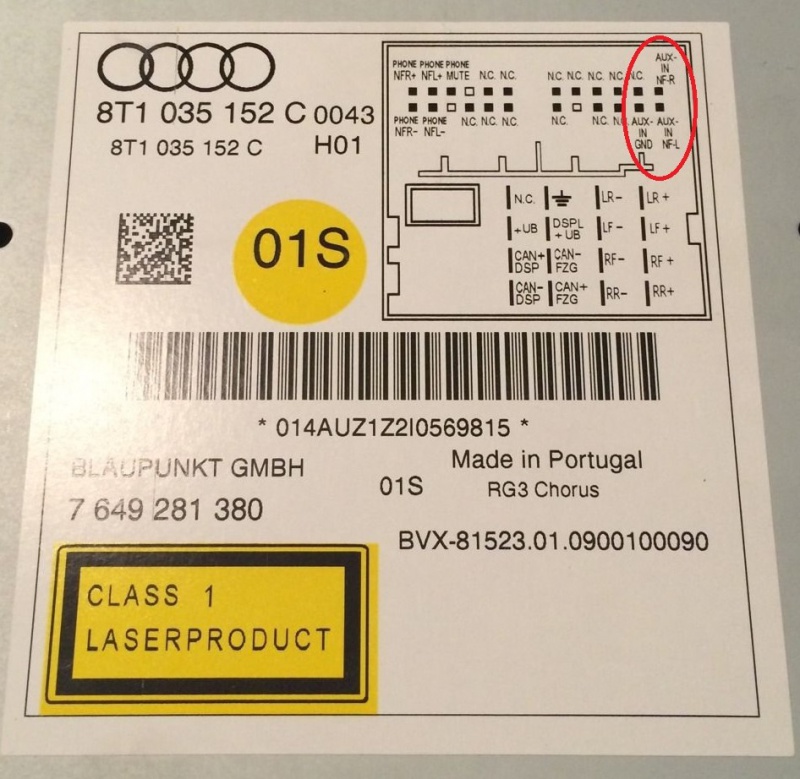 8T1 035 152 C 0043
8T1 035 152 C H01
01S
PHONE PHONE PHONE
NFR+ NFL+ MUTE N.C. N.C.
N.C. N.C. N.C. N.C. N.C.
AUX-
IN
NF-R
PHONE PHONE
NFR- NFL-
N.C. N.C. N.C.
N.C. N.C. N.C.
AUX- AUX-
IN IN
GND NF-L
N.C. LR- LR+
+UB DSPL +UB LF- LF+
CAN+ DSP CAN- FZG RF- RF+
CAN- DSP CAN+ FZG RR- RR+
* 014AUZ1Z2I0569815 *
BLAUPUNKT GMBH
Made in Portugal
7 649 281 380
01S
RG3 Chorus
BVX-81523.01.0900100090
CLASS 1
LASERPRODUCT